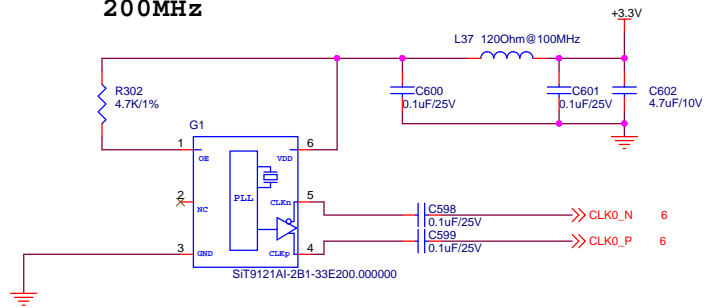 200MHz
+3.3V
L37 120Ohm@100MHz
R302
4.7K/1%
C600
0.1uF/25V
C601
0.1uF/25V
C602
4.7uF/10V
G1
1
OE
6
VDD
2
NC
PLL
5
CLKn
C598
0.1uF/25V
CLK0_N 6
3
GND
4
CLKp
C599
0.1uF/25V
CLK0_P 6
SiT9121AI-2B1-33E200.000000